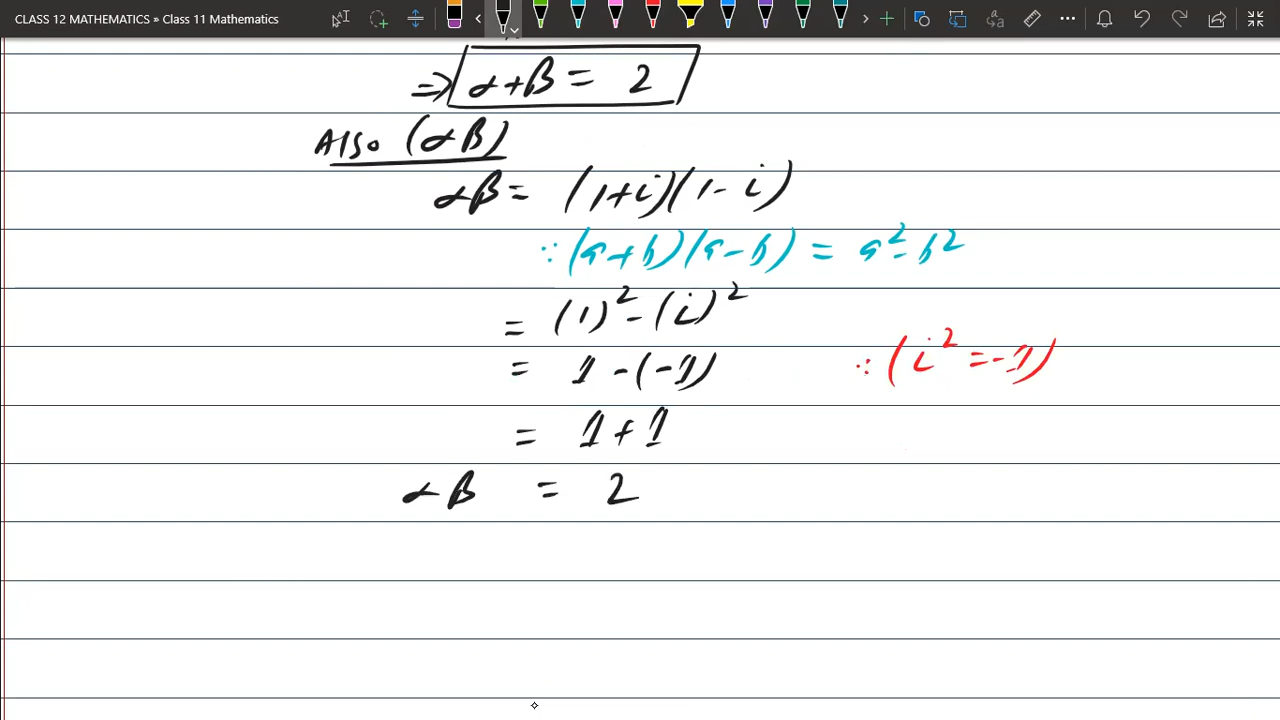 CLASS 12 MATHEMATICS » Class 11 Mathematics
⇒ α+β = 2
Also (αβ)
αβ = (1+i)(1-i)
∵ (a+b)(a-b) = a²-b²
= (1)² - (i)²
= 1 - (-1) ∵ (i² = -1)
= 1+1
αβ = 2